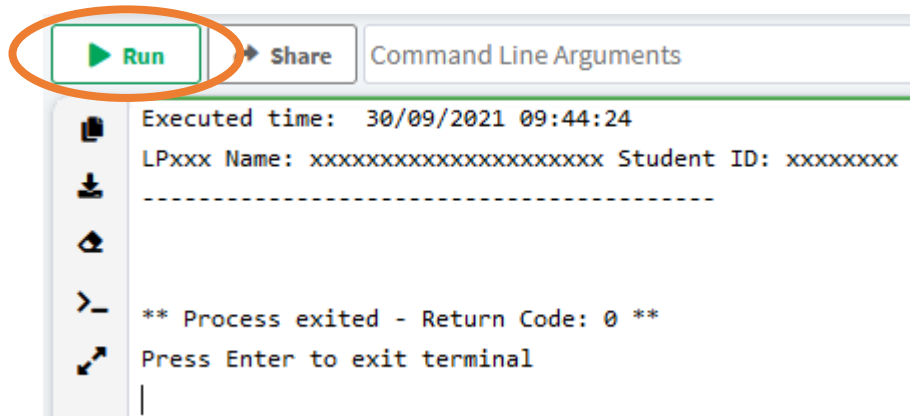 Run Share Command Line Arguments
Executed time:  30/09/2021 09:44:24
LPxxx Name: xxxxxxxxxxxxxxxxxxxxx Student ID: xxxxxxxx
-----------------------------------------
** Process exited - Return Code: 0 **
Press Enter to exit terminal